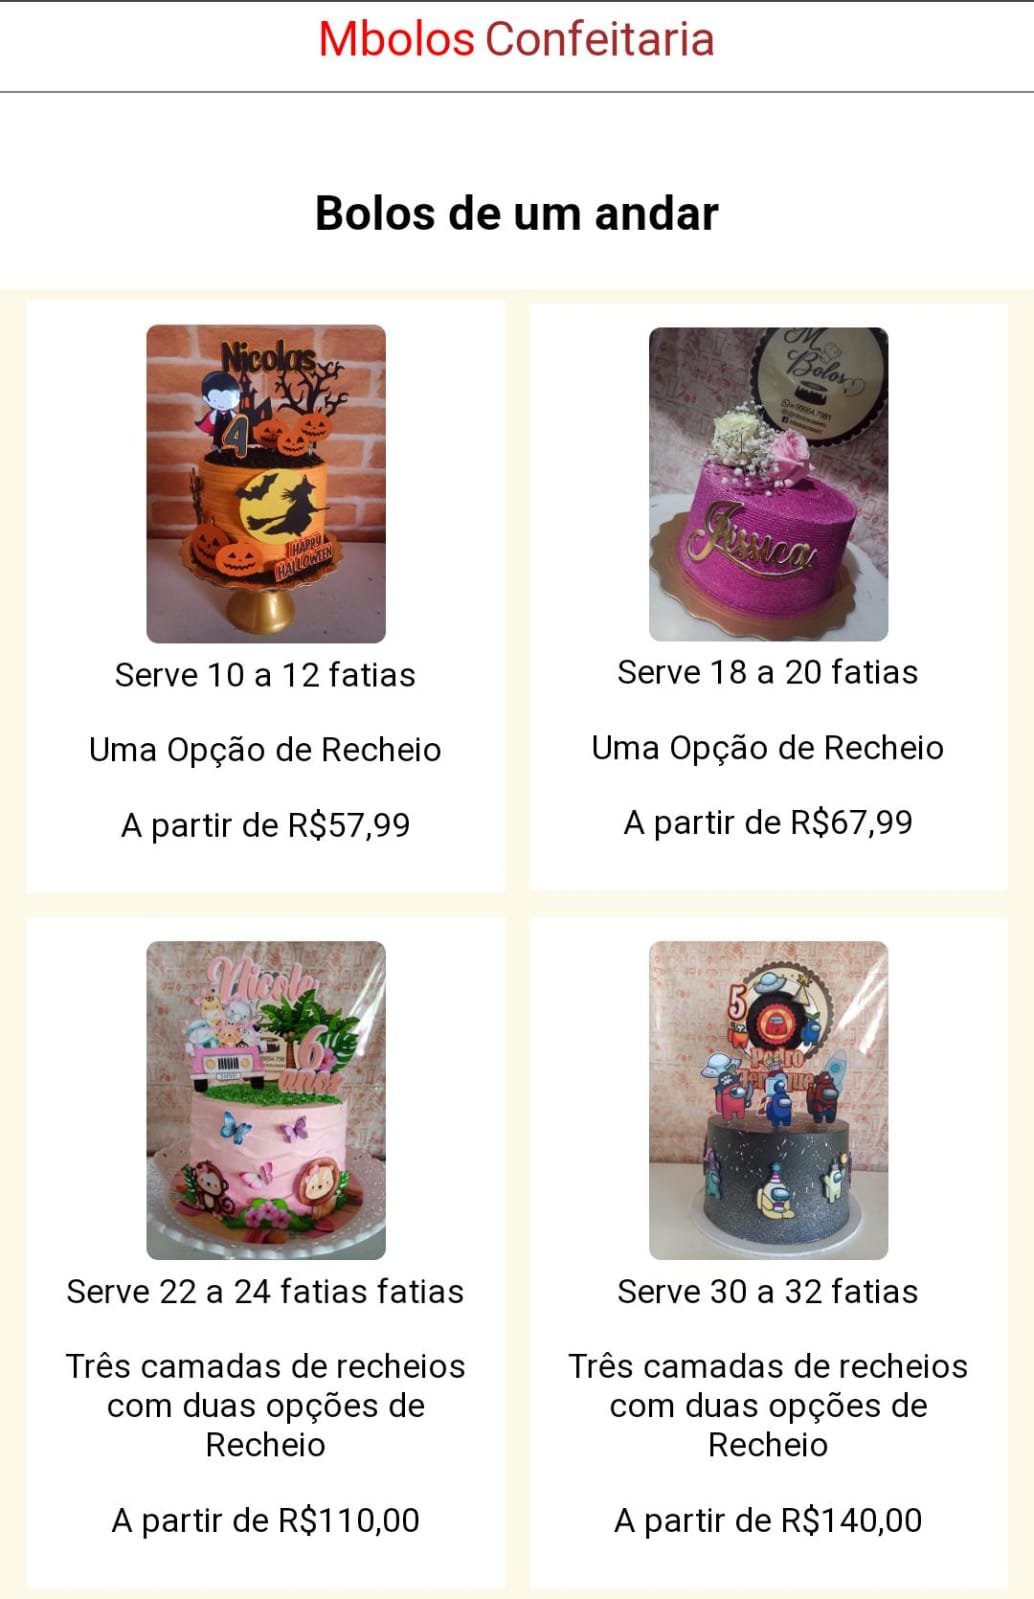 Mbolos Confeitaria
Bolos de um andar
Nicolas
4
HAPPY
HALLOWEEN
Serve 10 a 12 fatias
Uma Opção de Recheio
A partir de R$57,99
M
Bolos
Jéssica
Serve 18 a 20 fatias
Uma Opção de Recheio
A partir de R$67,99
Nicole
6
anos
Serve 22 a 24 fatias fatias
Três camadas de recheios
com duas opções de
Recheio
A partir de R$110,00
5
Pedro
Henrique
Serve 30 a 32 fatias
Três camadas de recheios
com duas opções de
Recheio
A partir de R$140,00